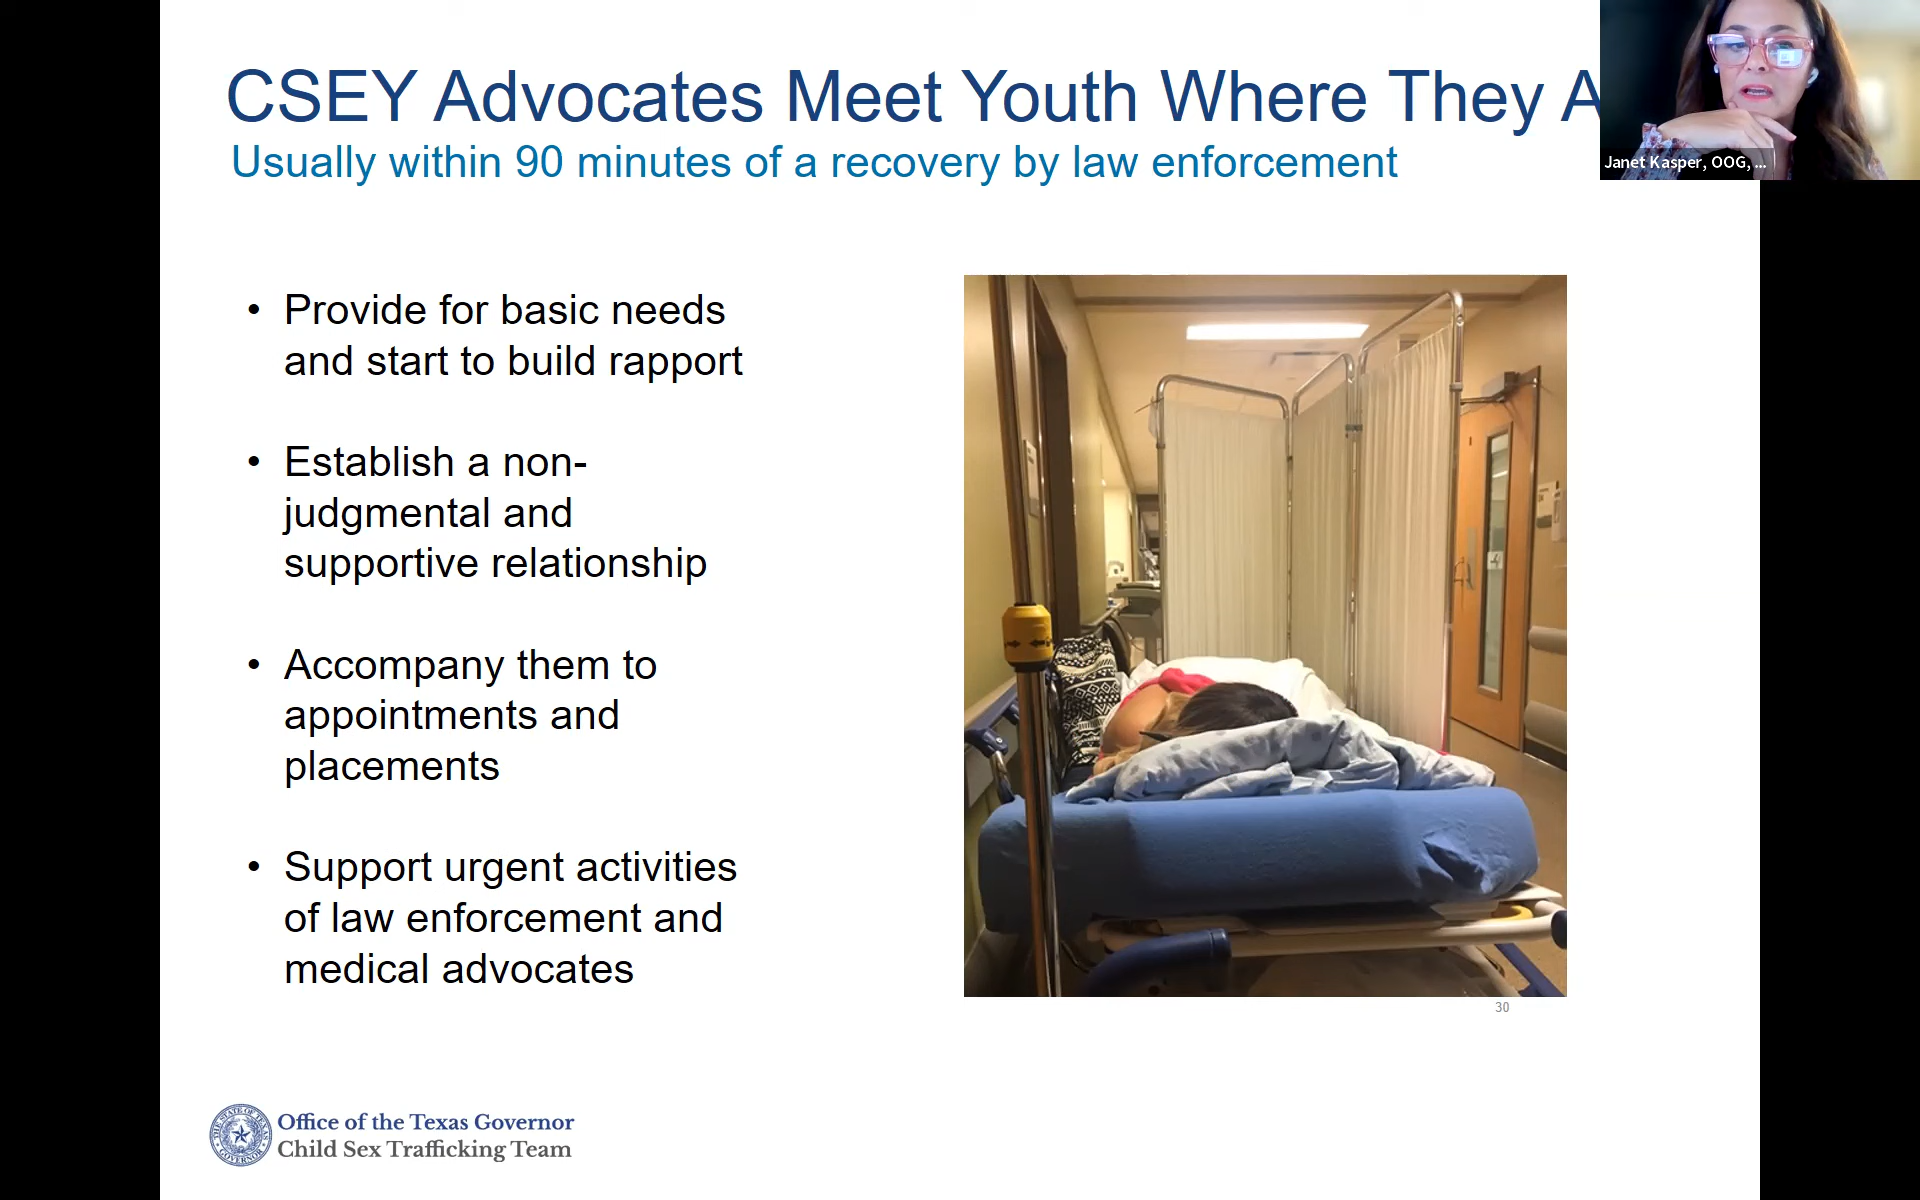 CSEY Advocates Meet Youth Where They A
Usually within 90 minutes of a recovery by law enforcement
Janet Kasper, OOG, ...
• Provide for basic needs
and start to build rapport
• Establish a non-
judgmental and
supportive relationship
• Accompany them to
appointments and
placements
• Support urgent activities
of law enforcement and
medical advocates
30
Office of the Texas Governor
Child Sex Trafficking Team